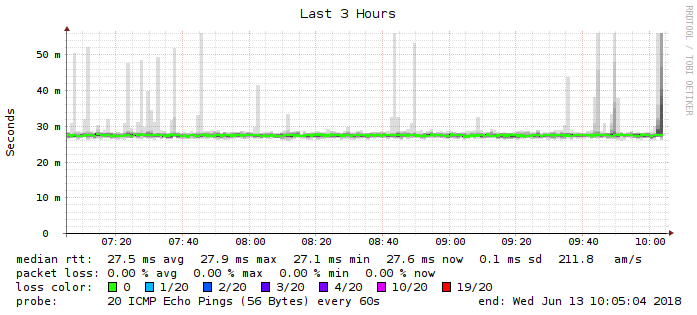 Last 3 Hours
RRDTOOL / TOBI OETIKER
Seconds
50 m
40 m
30 m
20 m
10 m
0
07:20 07:40 08:00 08:20 08:40 09:00 09:20 09:40 10:00
median rtt: 27.5 ms avg 27.9 ms max 27.1 ms min 27.6 ms now 0.1 ms sd 211.8 am/s
packet loss: 0.00 % avg 0.00 % max 0.00 % min 0.00 % now
loss color: 0 1/20 2/20 3/20 4/20 10/20 19/20
probe: 20 ICMP Echo Pings (56 Bytes) every 60s end: Wed Jun 13 10:05:04 2018